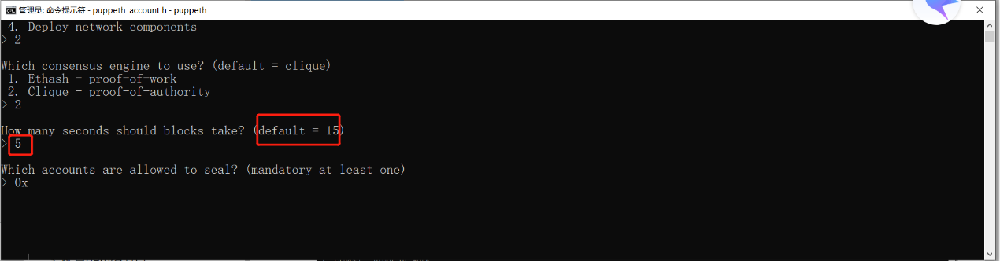 管理员: 命令提示符 - puppeth account h - puppeth
4. Deploy network components
> 2
Which consensus engine to use? (default = clique)
1. Ethash - proof-of-work
2. Clique - proof-of-authority
> 2
How many seconds should blocks take? (default = 15)
> 5
Which accounts are allowed to seal? (mandatory at least one)
> 0x